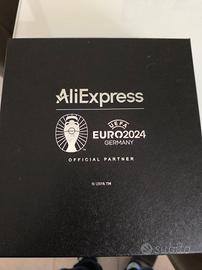 AliExpress
UEFA
EURO2024
GERMANY
OFFICIAL PARTNER
© UEFA TM
subito